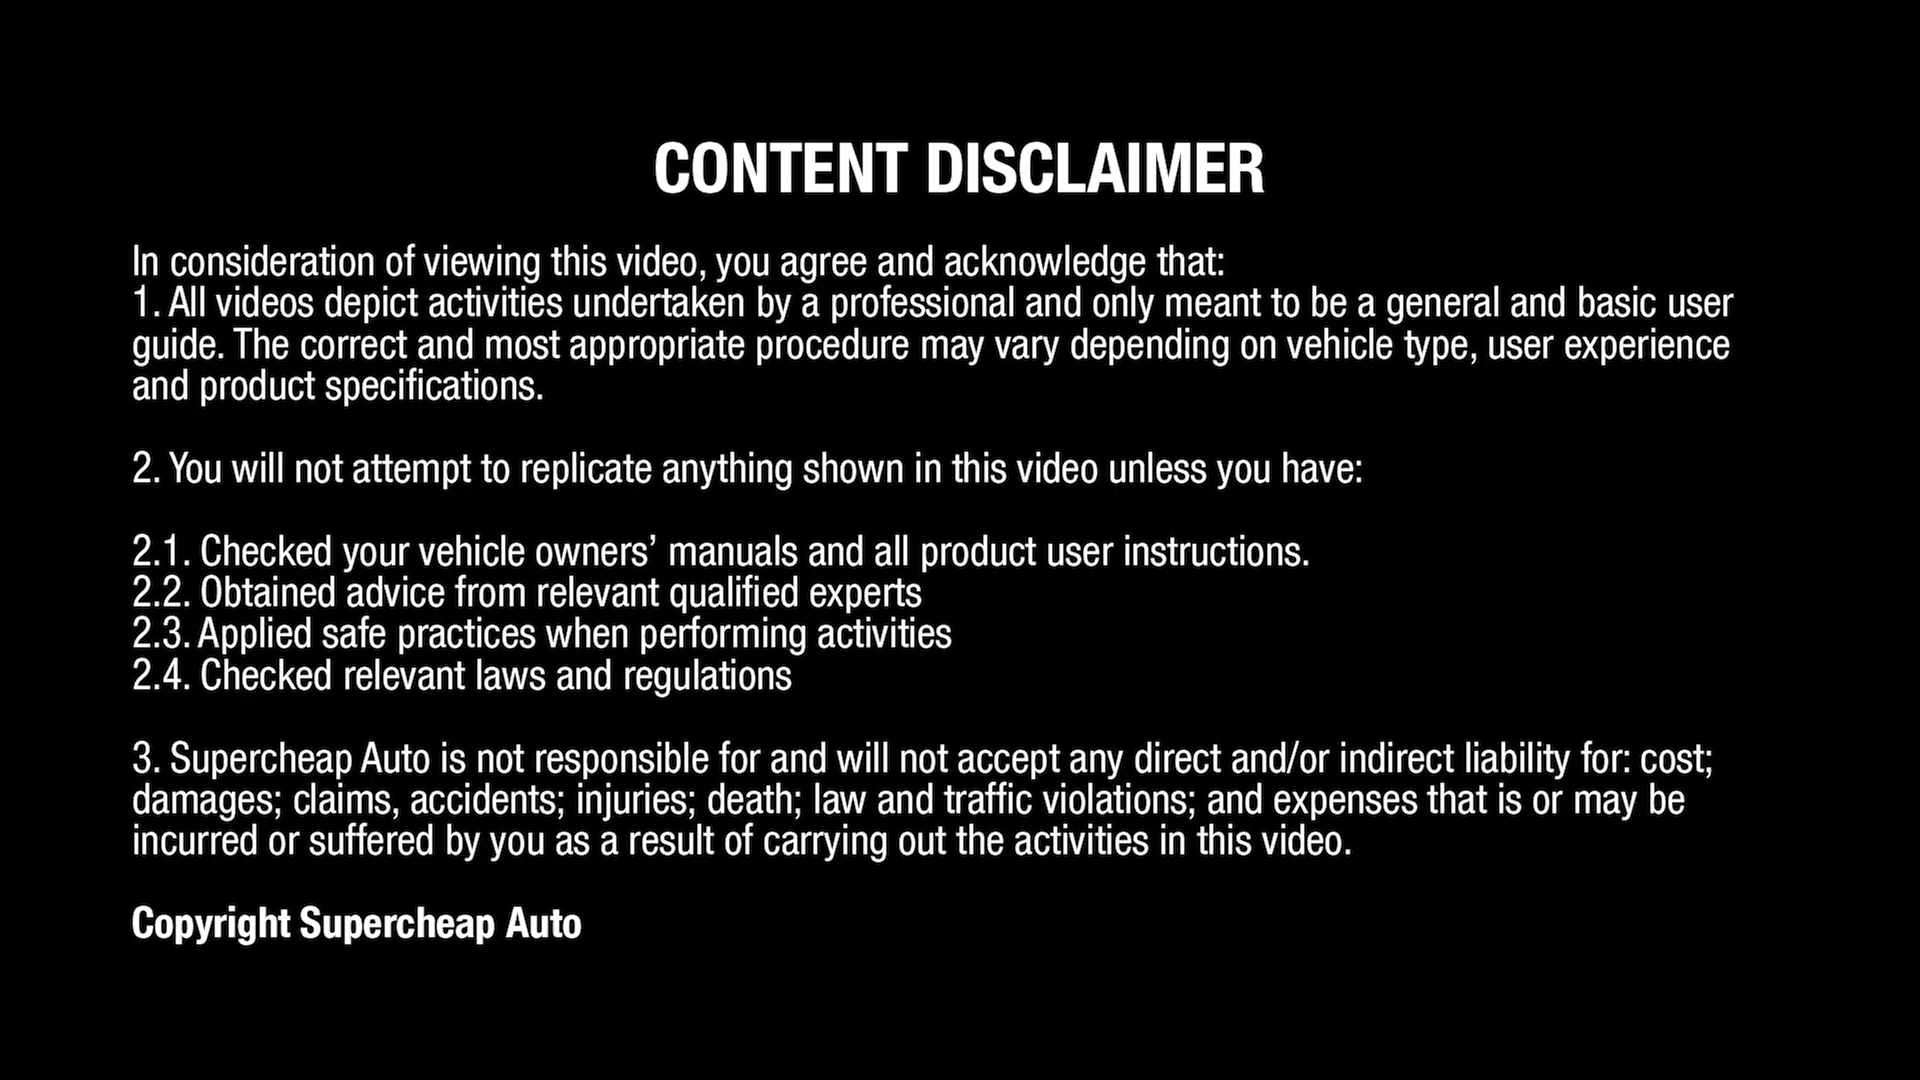 CONTENT DISCLAIMER
In consideration of viewing this video, you agree and acknowledge that:
1. All videos depict activities undertaken by a professional and only meant to be a general and basic user
guide. The correct and most appropriate procedure may vary depending on vehicle type, user experience
and product specifications.
2. You will not attempt to replicate anything shown in this video unless you have:
2.1. Checked your vehicle owners’ manuals and all product user instructions.
2.2. Obtained advice from relevant qualified experts
2.3. Applied safe practices when performing activities
2.4. Checked relevant laws and regulations
3. Supercheap Auto is not responsible for and will not accept any direct and/or indirect liability for: cost;
damages; claims, accidents; injuries; death; law and traffic violations; and expenses that is or may be
incurred or suffered by you as a result of carrying out the activities in this video.
Copyright Supercheap Auto